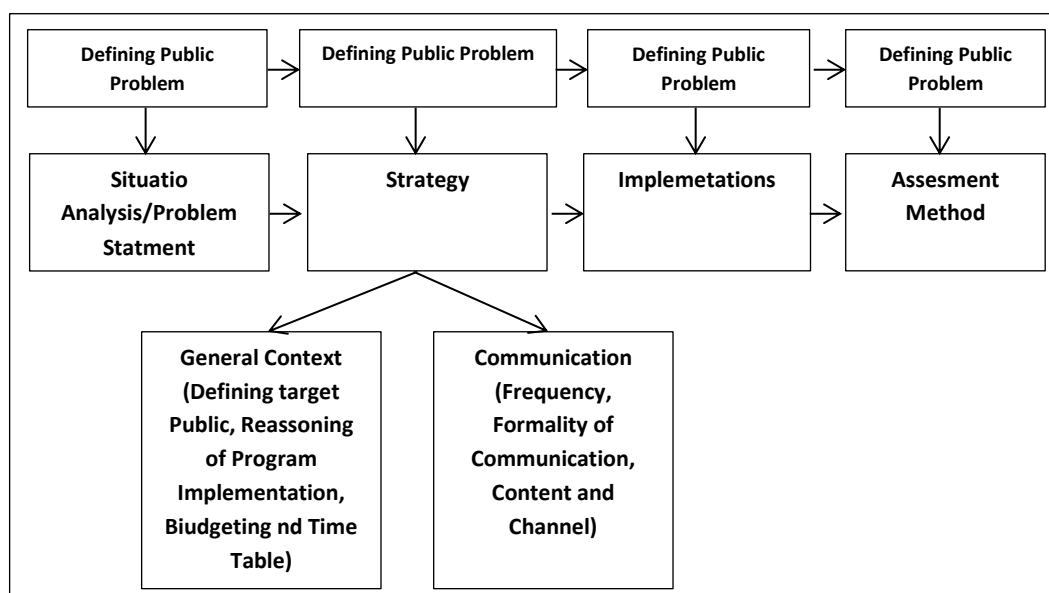 Defining Public
Problem
Defining Public Problem
Defining Public
Problem
Defining Public
Problem
Situatio
Analysis/Problem
Statment
Strategy
Implemetations
Assesment
Method
General Context
(Defining target
Public, Reassoning
of Program
Implementation,
Biudgeting nd Time
Table)
Communication
(Frequency,
Formality of
Communication,
Content and
Channel)